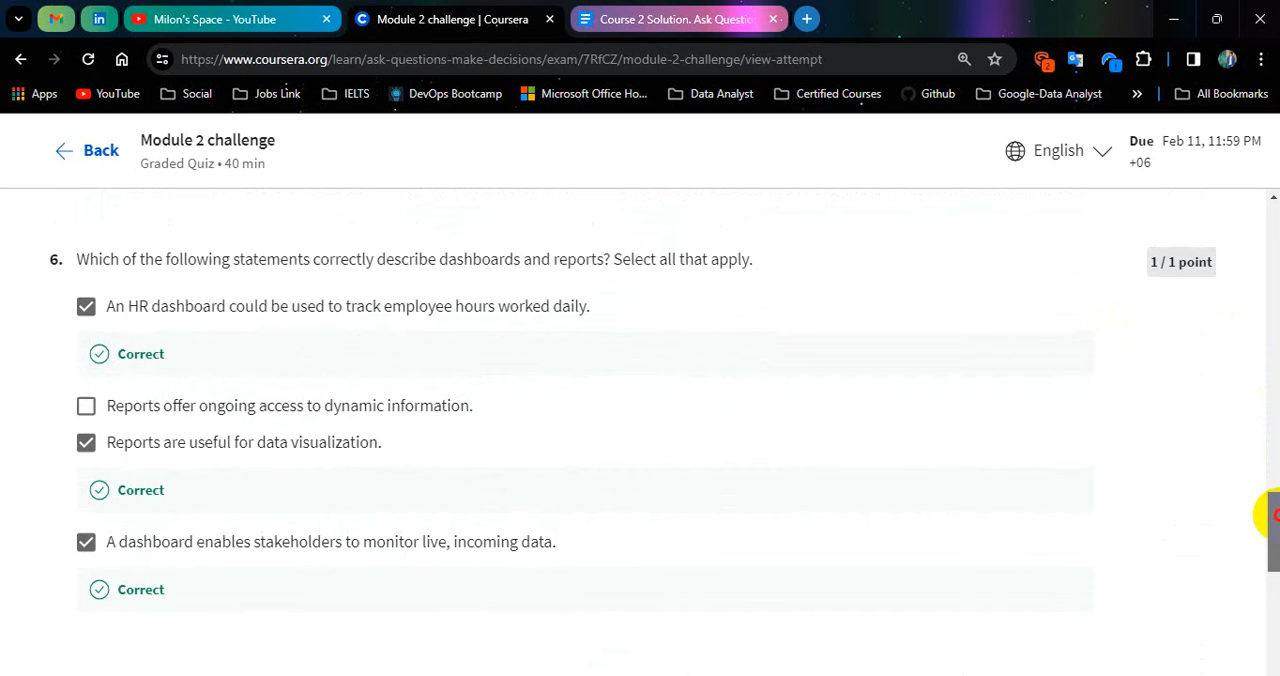 Milon's Space - YouTube
Module 2 challenge | Coursera
Course 2 Solution. Ask Questio
https://www.coursera.org/learn/ask-questions-make-decisions/exam/7RfCZ/module-2-challenge/view-attempt
2
1
Apps YouTube Social Jobs Link IELTS DevOps Bootcamp Microsoft Office Ho... Data Analyst Certified Courses Github Google-Data Analyst » All Bookmarks
Back
Module 2 challenge
Graded Quiz • 40 min
English
Due Feb 11, 11:59 PM
+06
6. Which of the following statements correctly describe dashboards and reports? Select all that apply.
1 / 1 point
An HR dashboard could be used to track employee hours worked daily.
Correct
Reports offer ongoing access to dynamic information.
Reports are useful for data visualization.
Correct
A dashboard enables stakeholders to monitor live, incoming data.
Correct